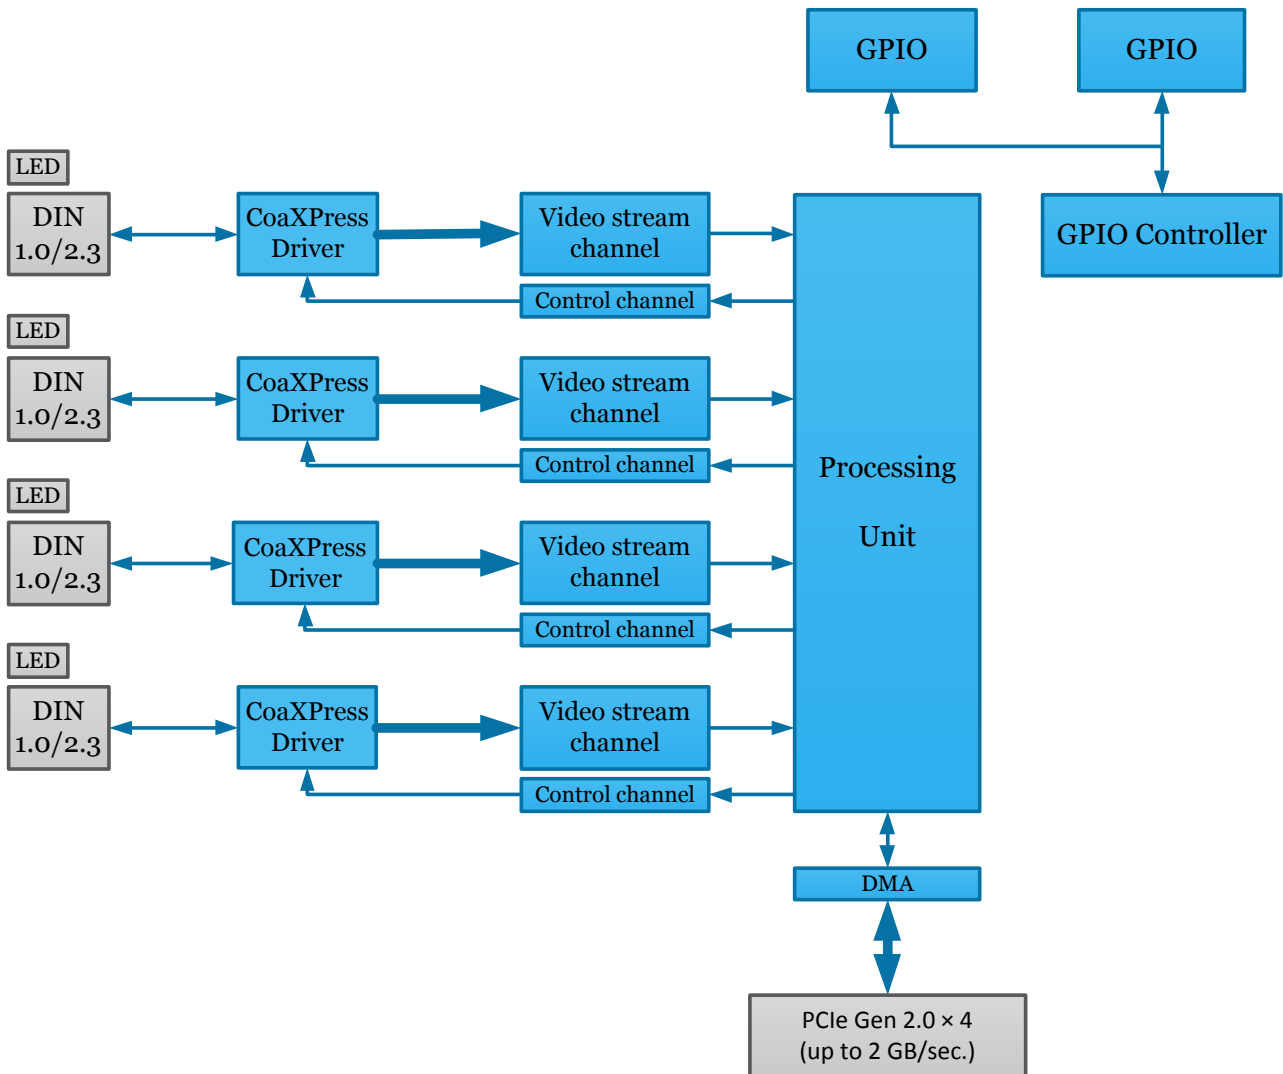 GPIO
GPIO
GPIO Controller
LED
DIN
1.0/2.3
CoaXPress
Driver
Video stream
channel
Control channel
LED
DIN
1.0/2.3
CoaXPress
Driver
Video stream
channel
Control channel
LED
DIN
1.0/2.3
CoaXPress
Driver
Video stream
channel
Control channel
LED
DIN
1.0/2.3
CoaXPress
Driver
Video stream
channel
Control channel
Processing
Unit
DMA
PCIe Gen 2.0 × 4
(up to 2 GB/sec.)